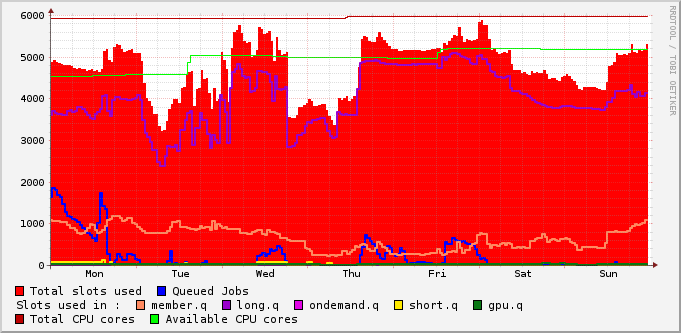 6000
5000
4000
3000
2000
1000
0
Mon Tue Wed Thu Fri Sat Sun
RRDTOOL / TOBI OETIKER
Total slots used Queued Jobs
Slots used in : member.q long.q ondemand.q short.q gpu.q
Total CPU cores Available CPU cores